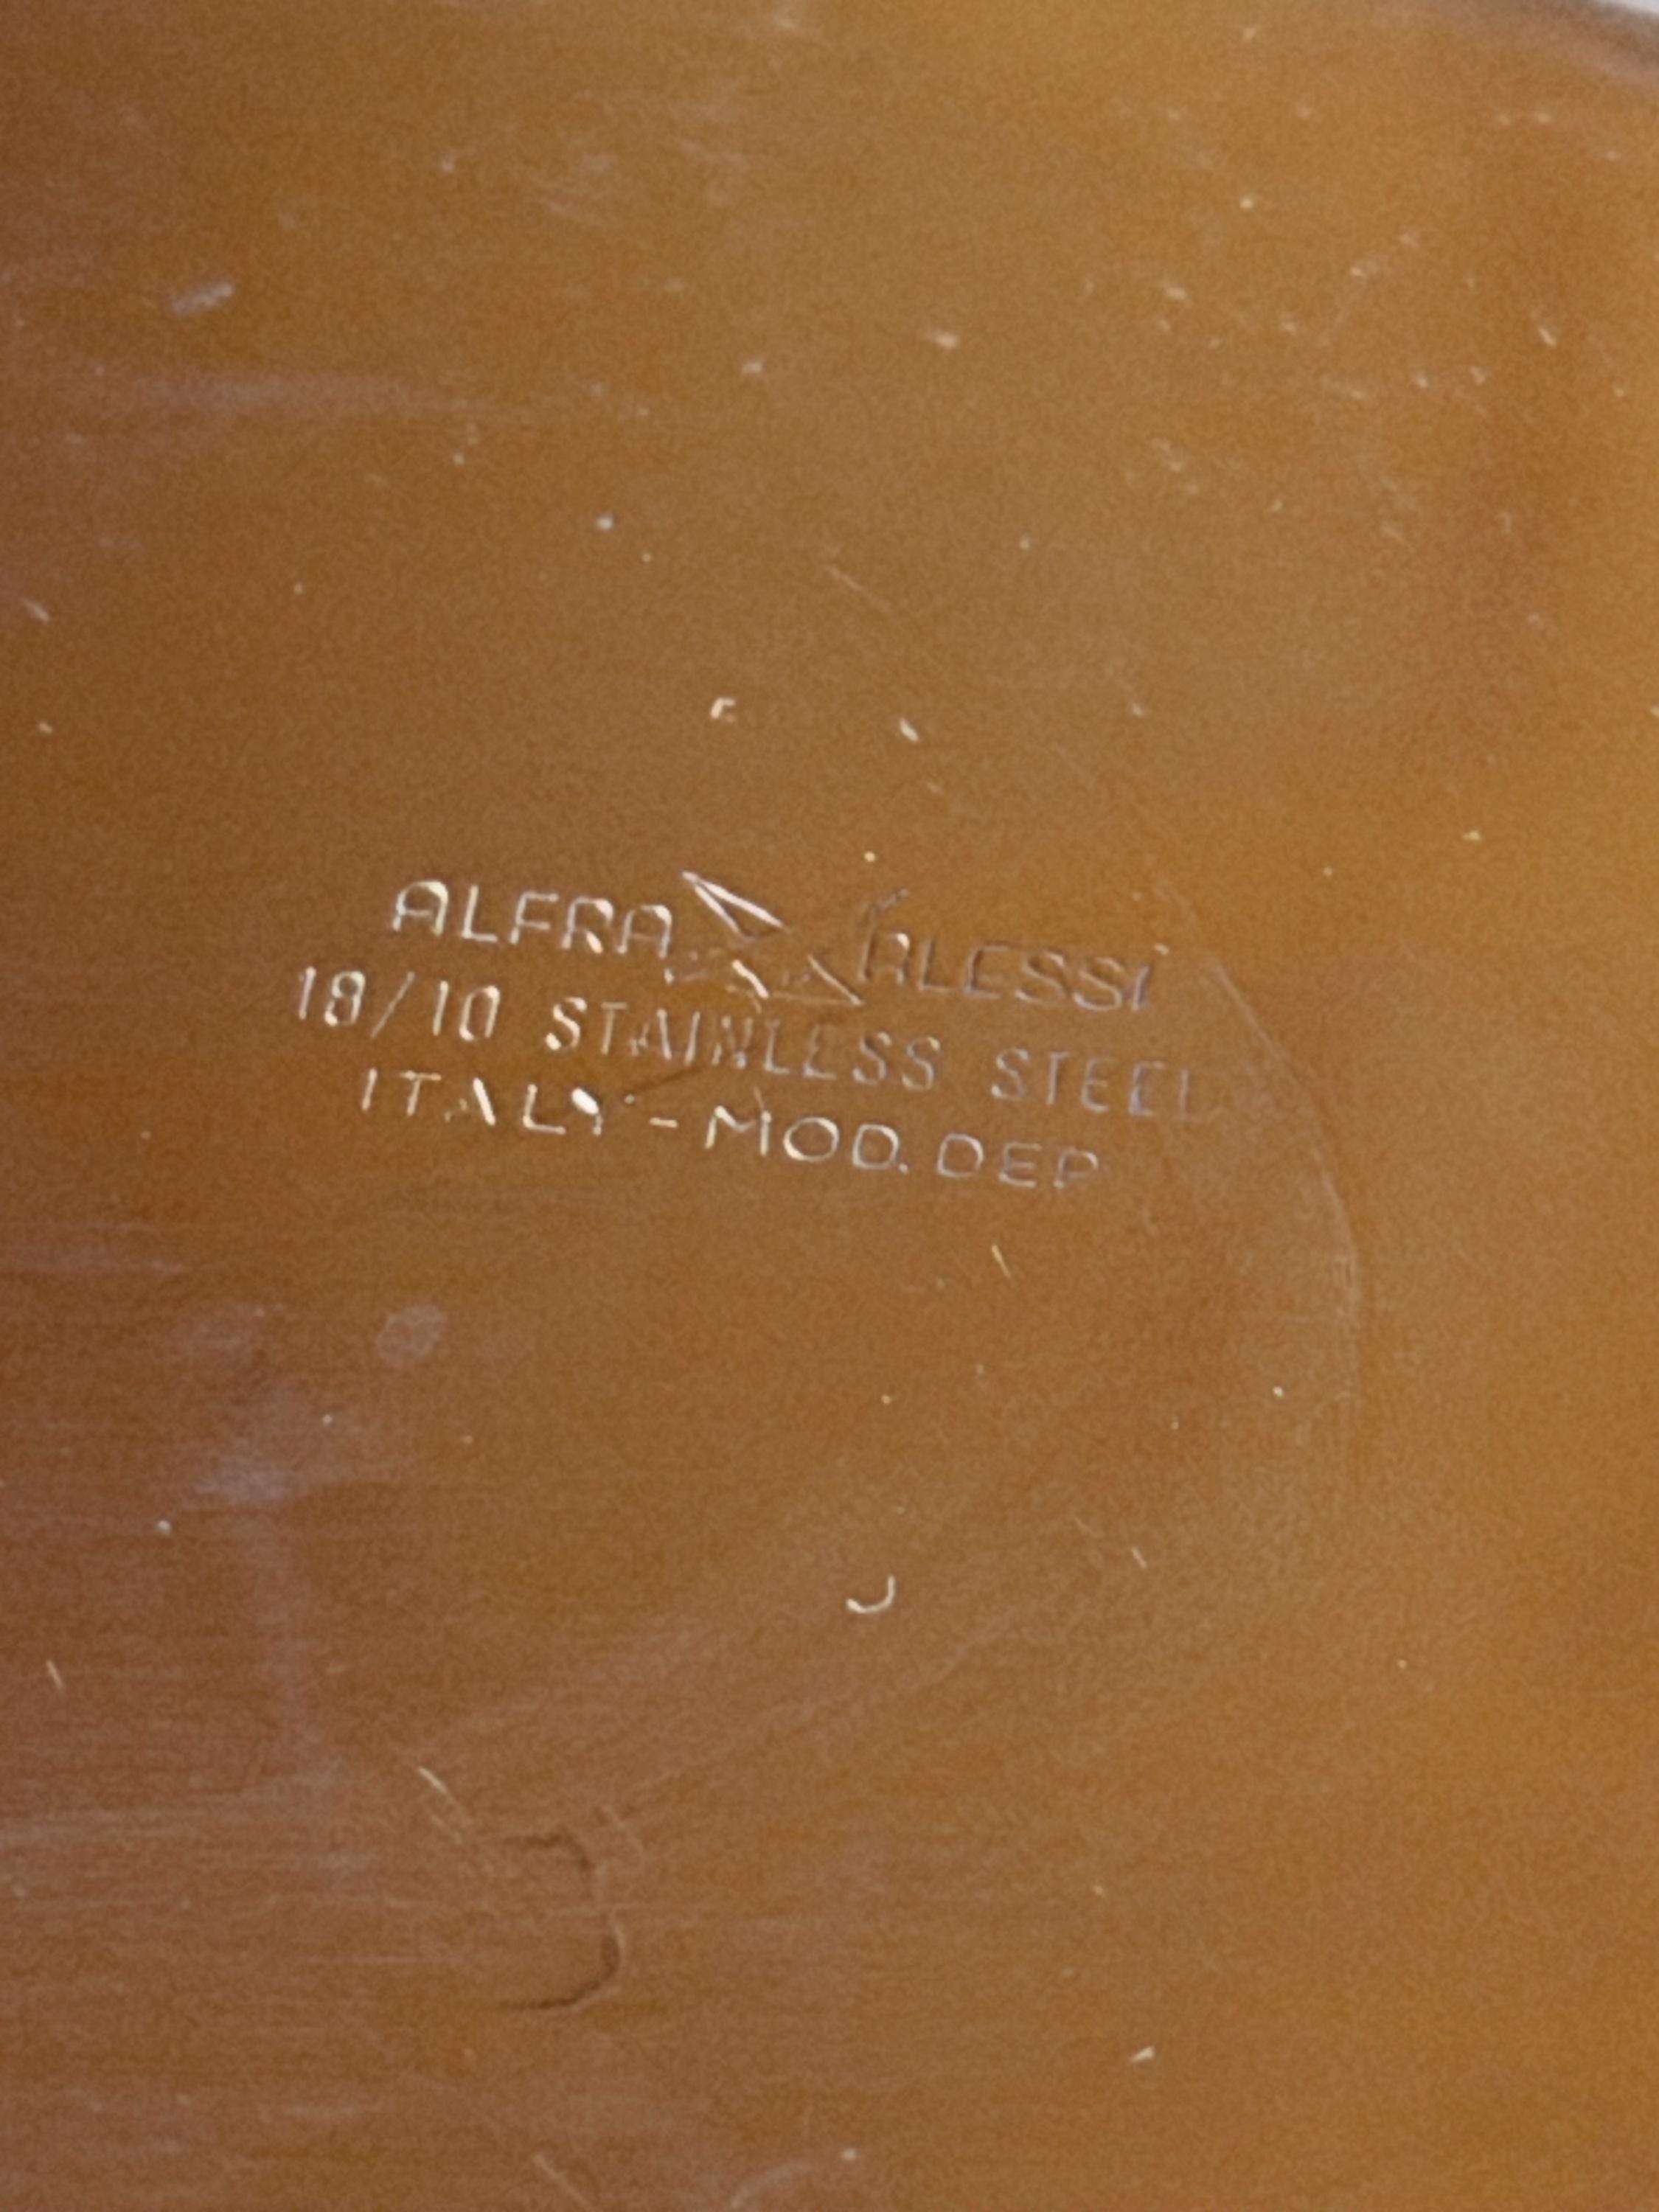 ALFRA ALESSI
18/10 STAINLESS STEEL
ITALY - MOD. DEP